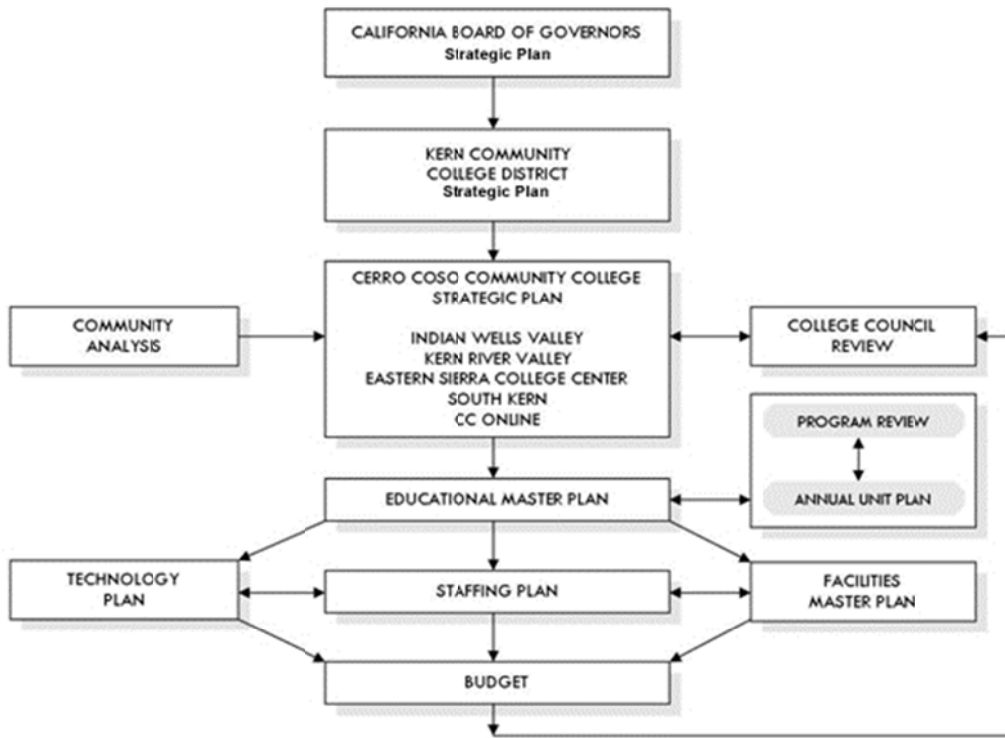 CALIFORNIA BOARD OF GOVERNORS
Strategic Plan
KERN COMMUNITY
COLLEGE DISTRICT
Strategic Plan
CERRO COSO COMMUNITY COLLEGE
STRATEGIC PLAN
INDIAN WELLS VALLEY
KERN RIVER VALLEY
EASTERN SIERRA COLLEGE CENTER
SOUTH KERN
CC ONLINE
COMMUNITY
ANALYSIS
COLLEGE COUNCIL
REVIEW
PROGRAM REVIEW
ANNUAL UNIT PLAN
EDUCATIONAL MASTER PLAN
TECHNOLOGY
PLAN
STAFFING PLAN
FACILITIES
MASTER PLAN
BUDGET